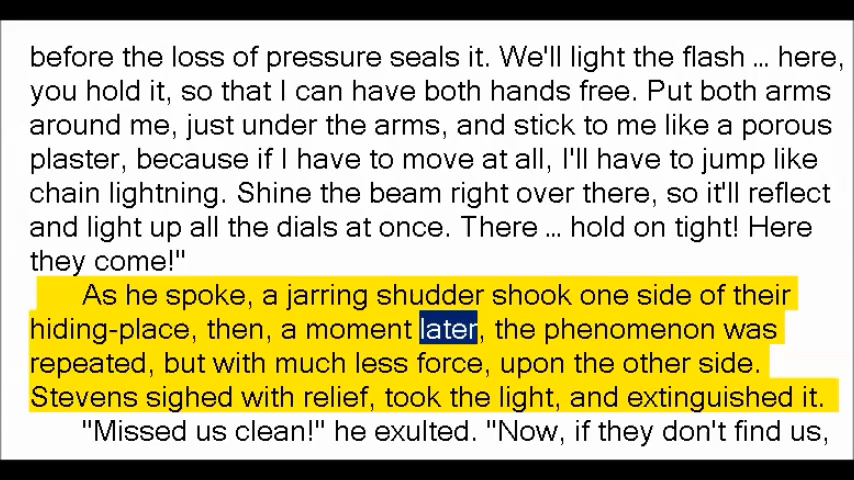 before the loss of pressure seals it. We'll light the flash ... here,
you hold it, so that I can have both hands free. Put both arms
around me, just under the arms, and stick to me like a porous
plaster, because if I have to move at all, I'll have to jump like
chain lightning. Shine the beam right over there, so it'll reflect
and light up all the dials at once. There ... hold on tight! Here
they come!"
As he spoke, a jarring shudder shook one side of their
hiding-place, then, a moment later, the phenomenon was
repeated, but with much less force, upon the other side.
Stevens sighed with relief, took the light, and extinguished it.
"Missed us clean!" he exulted. "Now, if they don't find us,